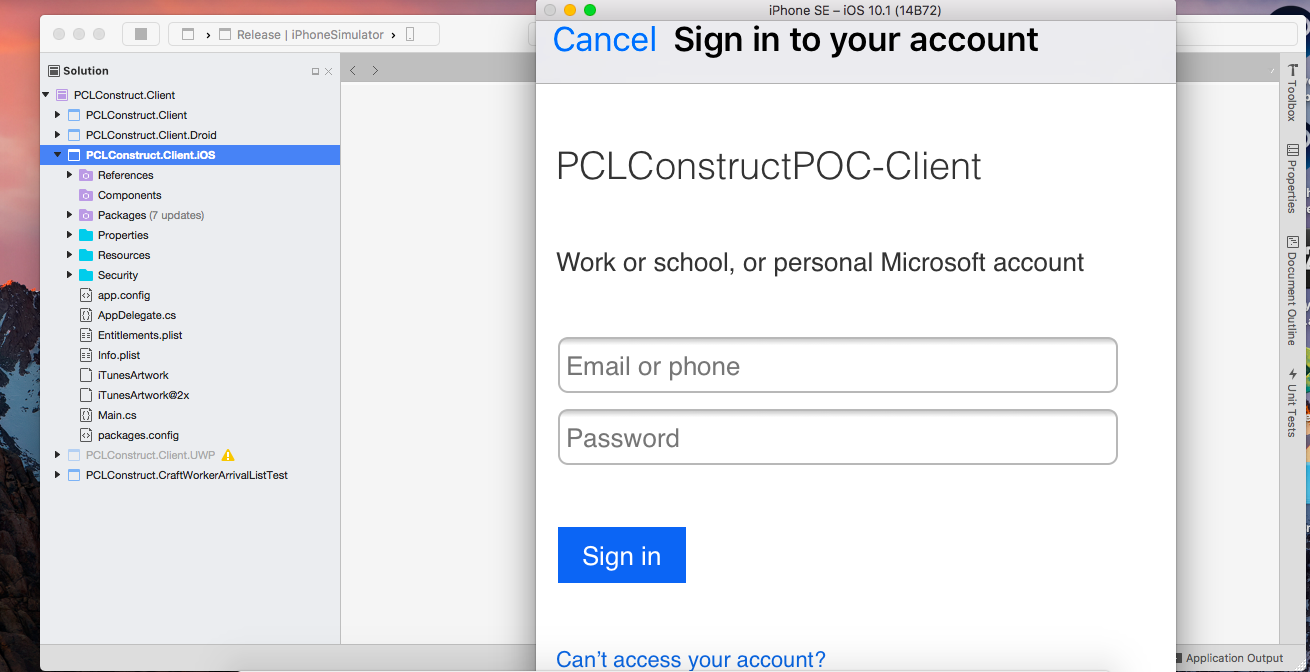 iPhone SE – iOS 10.1 (14B72)
Release | iPhoneSimulator
Cancel Sign in to your account
Solution
PCLConstruct.Client
PCLConstruct.Client
PCLConstruct.Client.Droid
PCLConstruct.Client.iOS
References
Components
Packages (7 updates)
Properties
Resources
Security
app.config
AppDelegate.cs
Entitlements.plist
Info.plist
iTunesArtwork
iTunesArtwork@2x
Main.cs
packages.config
PCLConstruct.Client.UWP
PCLConstruct.CraftWorkerArrivalListTest
PCLConstructPOC-Client
Work or school, or personal Microsoft account
Email or phone
Password
Sign in
Can't access your account?
Toolbox
Properties
Document Outline
Unit Tests
Application Output